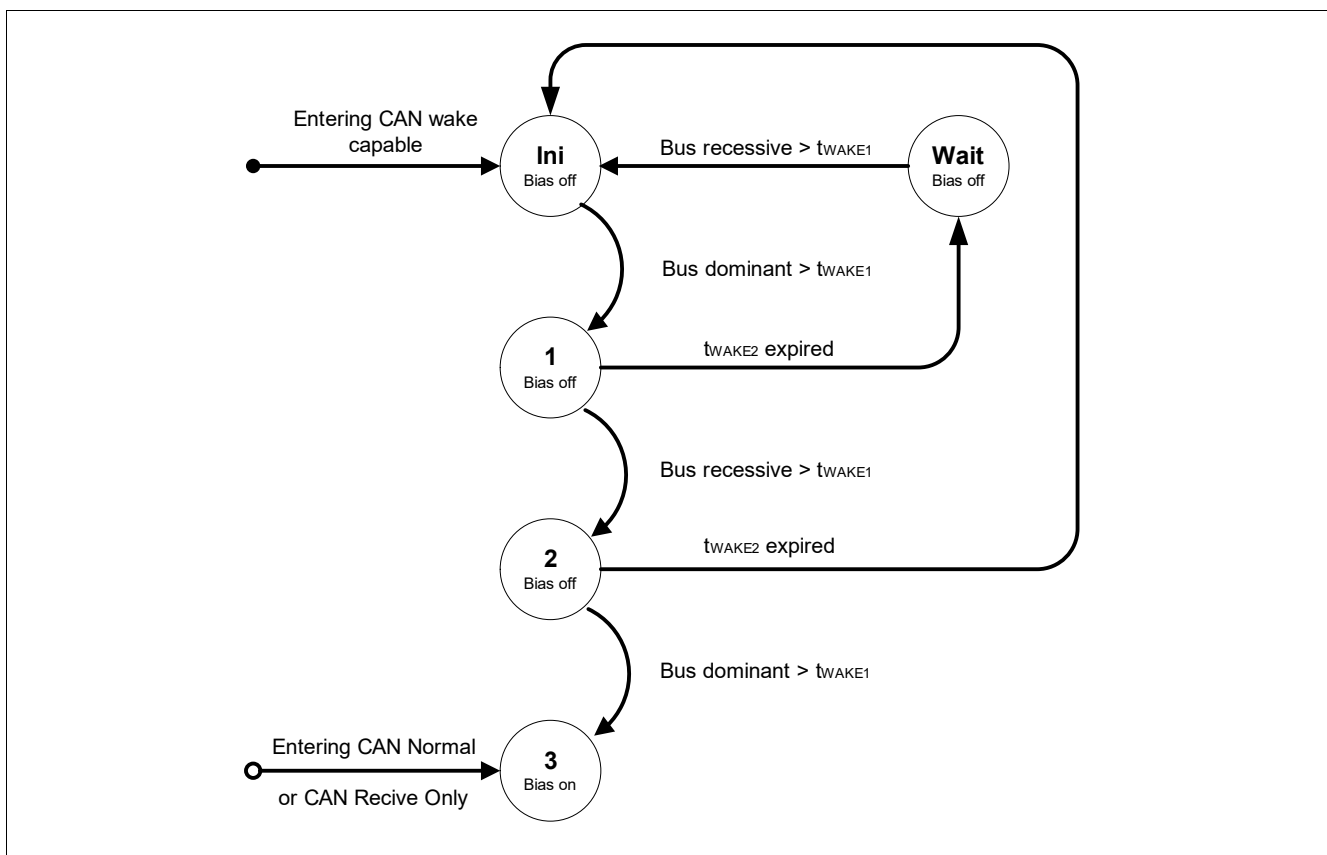 Entering CAN wake
capable
Ini
Bias off
Bus recessive > tWAKE1
Wait
Bias off
Bus dominant > tWAKE1
1
Bias off
tWAKE2 expired
Bus recessive > tWAKE1
2
Bias off
tWAKE2 expired
Bus dominant > tWAKE1
Entering CAN Normal
or CAN Recive Only
3
Bias on